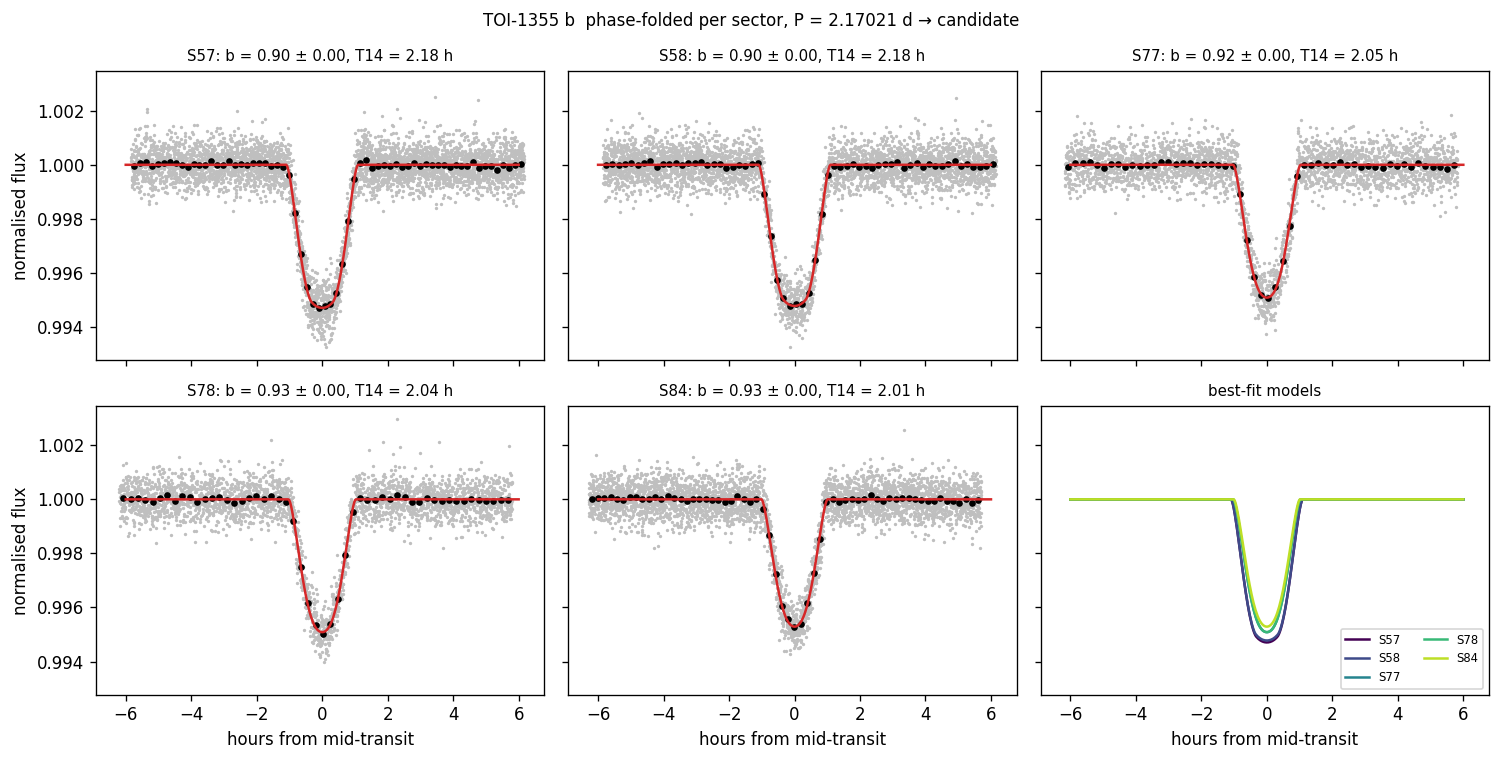 TOI-1355 b  phase-folded per sector, P = 2.17021 d → candidate
S57: b = 0.90 ± 0.00, T14 = 2.18 h
S58: b = 0.90 ± 0.00, T14 = 2.18 h
S77: b = 0.92 ± 0.00, T14 = 2.05 h
normalised flux
1.002
1.000
0.998
0.996
0.994
S78: b = 0.93 ± 0.00, T14 = 2.04 h
S84: b = 0.93 ± 0.00, T14 = 2.01 h
best-fit models
normalised flux
1.002
1.000
0.998
0.996
0.994
S57 S78
S58 S84
S77
−6 −4 −2 0 2 4 6
−6 −4 −2 0 2 4 6
−6 −4 −2 0 2 4 6
hours from mid-transit
hours from mid-transit
hours from mid-transit